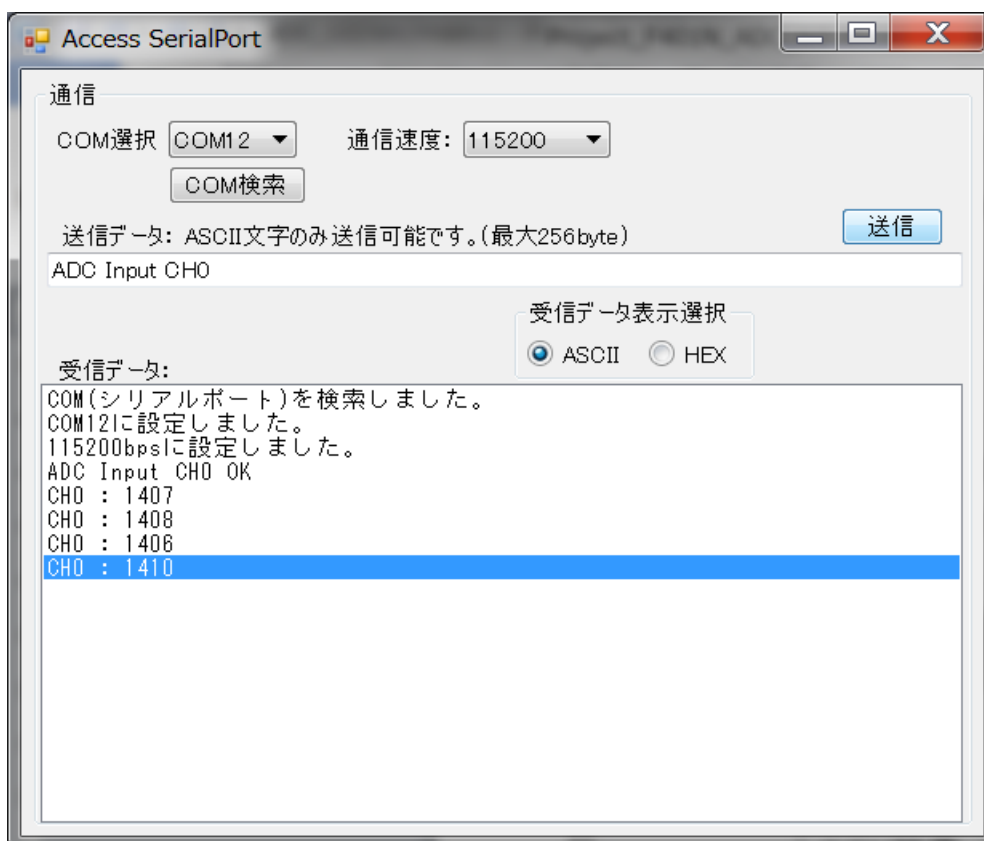 Access SerialPort
通信
COM選択 COM12 通信速度: 115200
COM検索
送信データ: ASCII文字のみ送信可能です。(最大256byte) 送信
ADC Input CH0
受信データ表示選択
ASCII HEX
受信データ:
COM(シリアルポート)を検索しました。
COM12に設定しました。
115200bpsに設定しました。
ADC Input CH0 OK
CH0 : 1407
CH0 : 1408
CH0 : 1406
CH0 : 1410